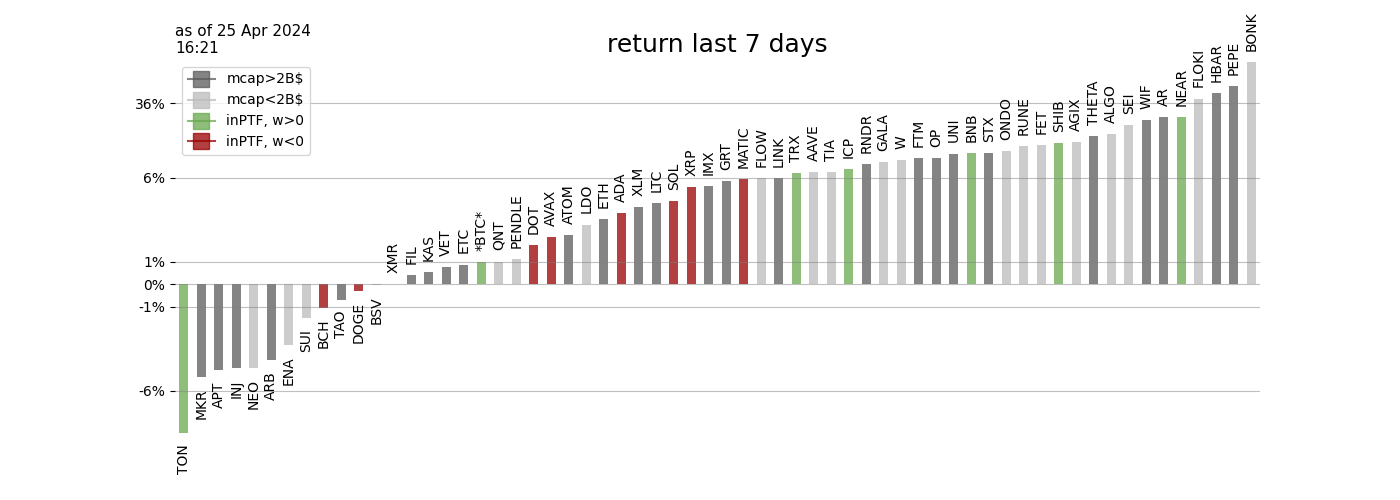 as of 25 Apr 2024
16:21
return last 7 days
mcap>2B$
mcap<2B$
inPTF, w>0
inPTF, w<0
36%
6%
1%
0%
-1%
-6%
TON
MKR
APT
INJ
NEO
ARB
ENA
SUI
BCH
TAO
DOGE
BSV
XMR
FIL
KAS
VET
ETC
*BTC*
QNT
PENDLE
DOT
AVAX
ATOM
LDO
ETH
ADA
XLM
LTC
SOL
XRP
IMX
GRT
MATIC
FLOW
LINK
TRX
AAVE
TIA
ICP
RNDR
GALA
W
FTM
OP
UNI
BNB
STX
ONDO
RUNE
FET
SHIB
AGIX
THETA
ALGO
SEI
WIF
AR
NEAR
FLOKI
HBAR
PEPE
BONK